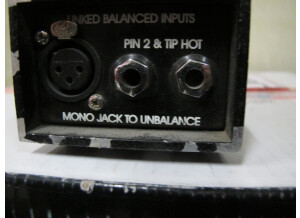 LINKED BALANCED INPUTS
PIN 2 & TIP HOT
MONO JACK TO UNBALANCE